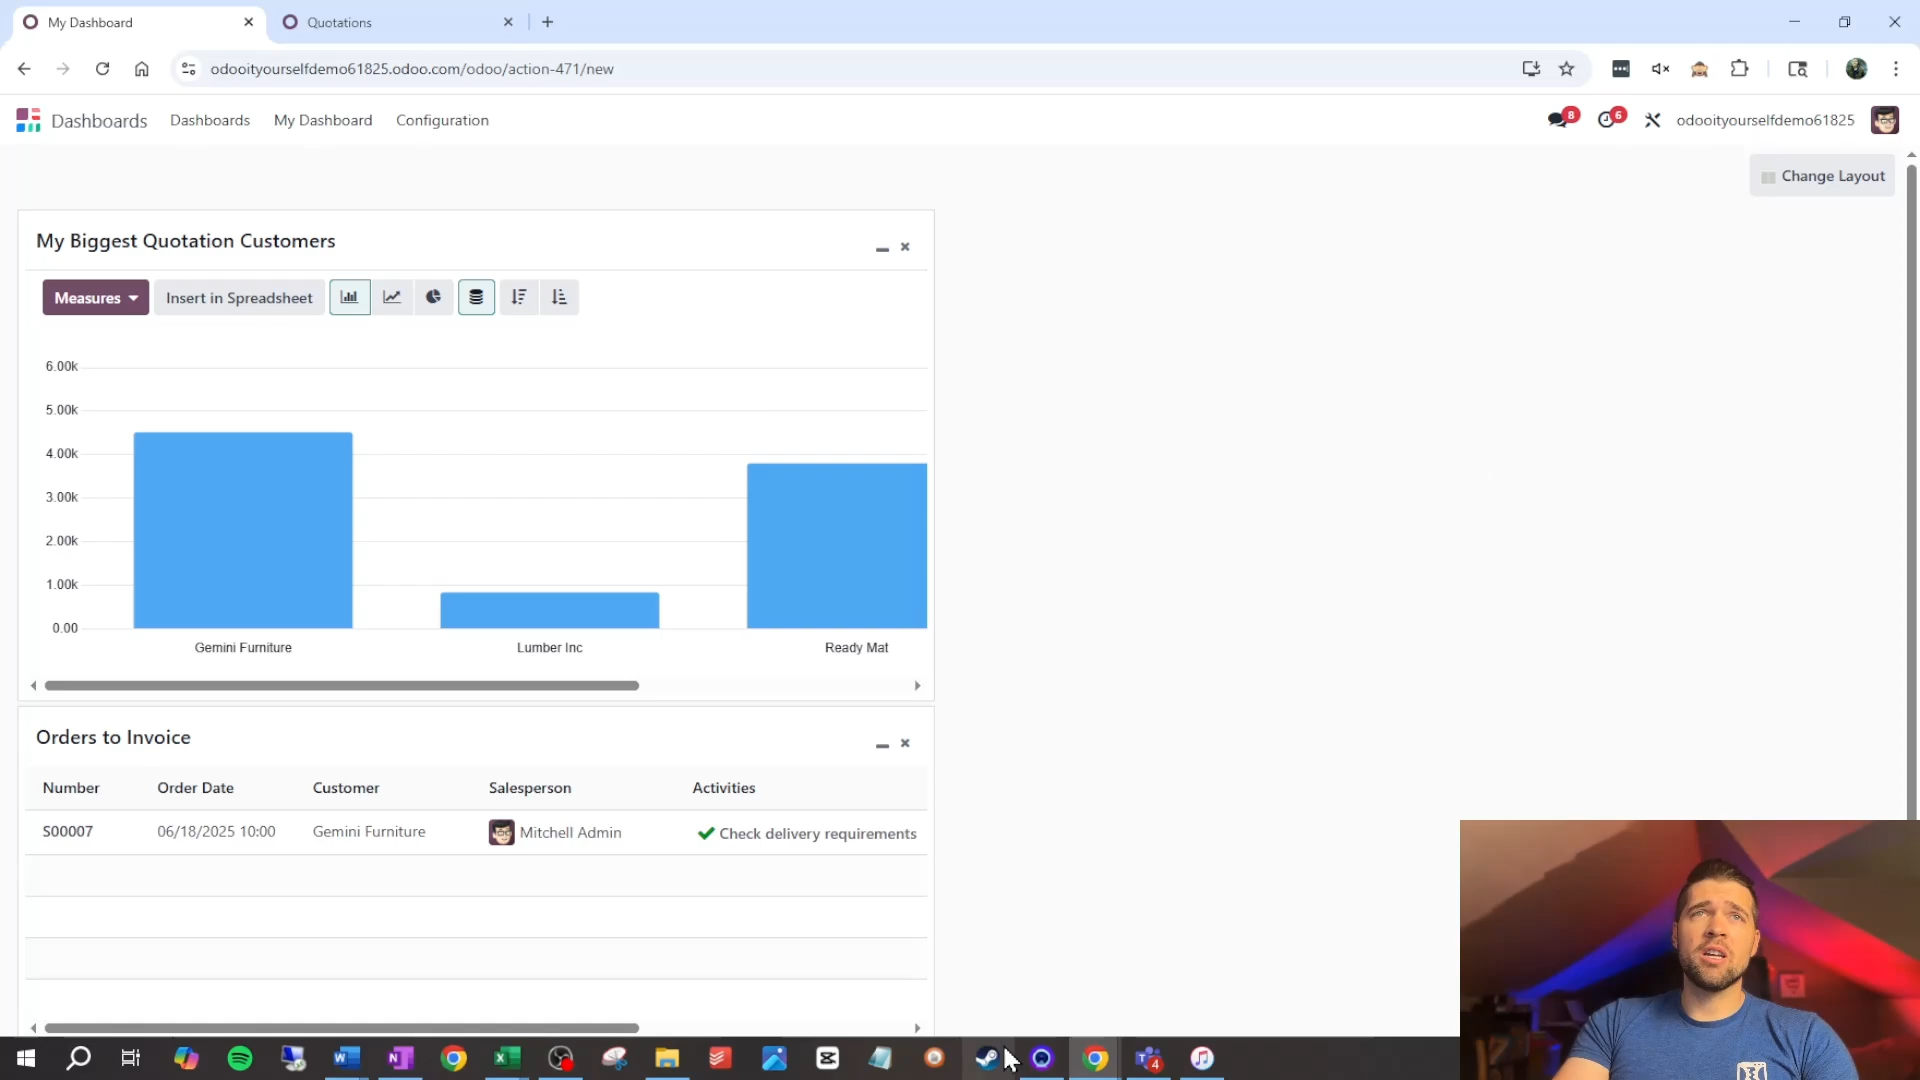 My Dashboard
Quotations
odooityourselfdemo61825.odoo.com/odoo/action-471/new
Dashboards
Dashboards
My Dashboard
Configuration
8
6
odooityourselfdemo61825
Change Layout
My Biggest Quotation Customers
Measures
Insert in Spreadsheet
6.00k
5.00k
4.00k
3.00k
2.00k
1.00k
0.00
Gemini Furniture
Lumber Inc
Ready Mat
Orders to Invoice
Number
Order Date
Customer
Salesperson
Activities
S00007
06/18/2025 10:00
Gemini Furniture
Mitchell Admin
Check delivery requirements
4